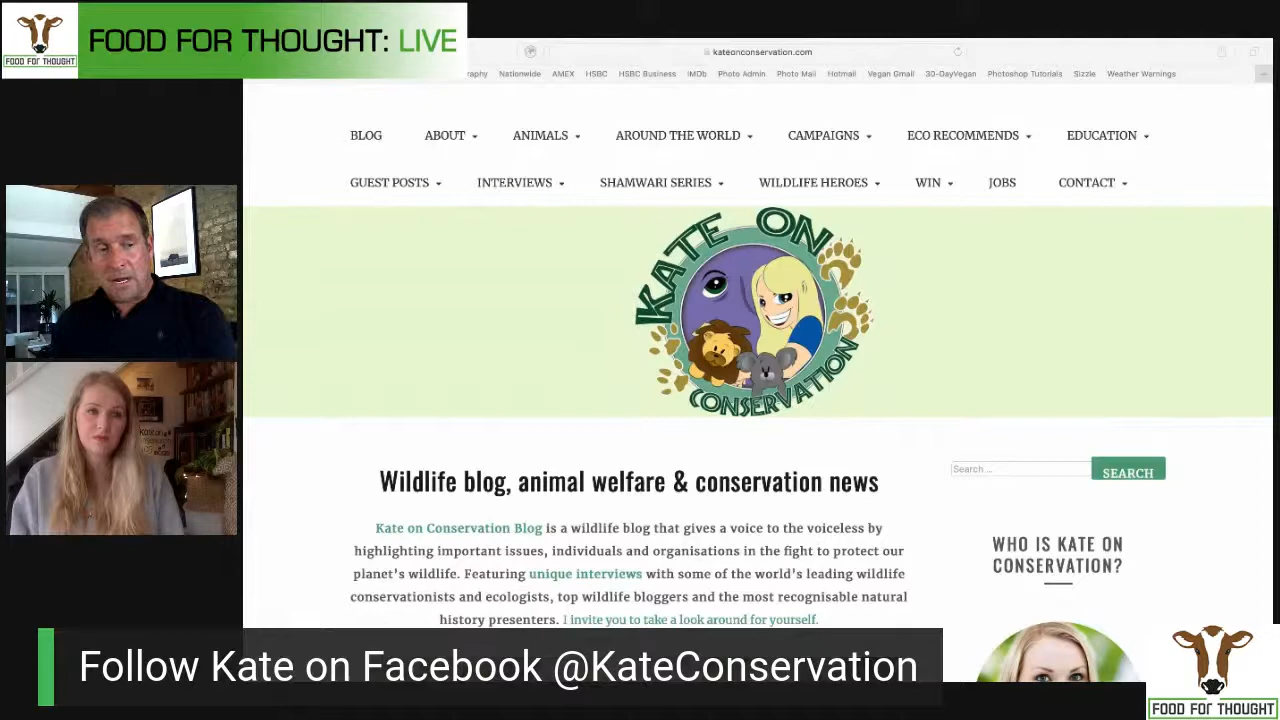 FOOD FOR THOUGHT: LIVE
FOOD FOR THOUGHT
kateonconservation.com
Nationwide AMEX HSBC HSBC Business IMDb Photo Admin Photo Mail Hotmail Vegan Gmail 30-DayVegan Photoshop Tutorials Sizzle Weather Warnings
BLOG ABOUT ANIMALS AROUND THE WORLD CAMPAIGNS ECO RECOMMENDS EDUCATION
GUEST POSTS INTERVIEWS SHAMWARI SERIES WILDLIFE HEROES WIN JOBS CONTACT
KATE ON
CONSERVATION
Wildlife blog, animal welfare & conservation news
Search ...
SEARCH
Kate on Conservation Blog is a wildlife blog that gives a voice to the voiceless by
highlighting important issues, individuals and organisations in the fight to protect our
planet's wildlife. Featuring unique interviews with some of the world's leading wildlife
conservationists and ecologists, top wildlife bloggers and the most recognisable natural
history presenters. I invite you to take a look around for yourself.
WHO IS KATE ON
CONSERVATION?
Follow Kate on Facebook @KateConservation
FOOD FOR THOUGHT